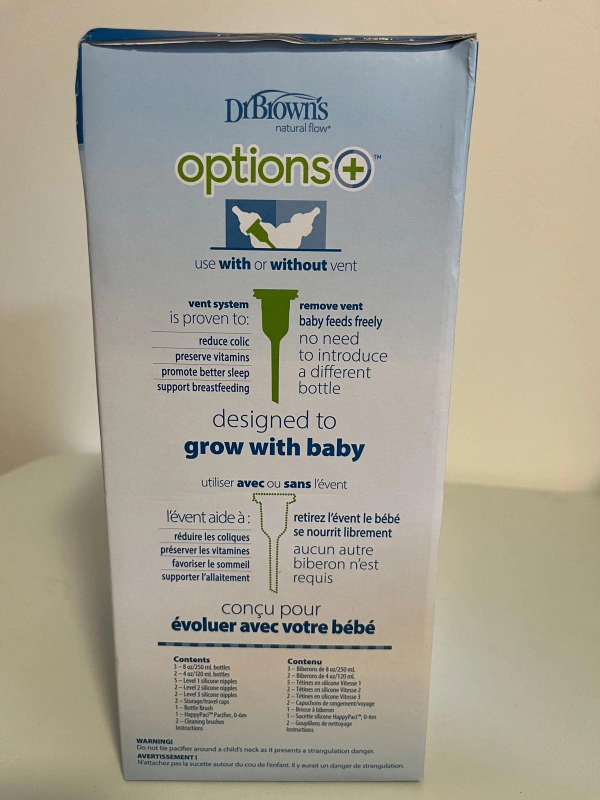 Dr Brown's
natural flow®
options+™
use with or without vent
vent system
is proven to:
reduce colic
preserve vitamins
promote better sleep
support breastfeeding
remove vent
baby feeds freely
no need
to introduce
a different
bottle
designed to
grow with baby
utiliser avec ou sans l'évent
l'évent aide à :
réduire les coliques
préserver les vitamines
favoriser le sommeil
supporter l'allaitement
retirez l'évent le bébé
se nourrit librement
aucun autre
biberon n'est
requis
conçu pour
évoluer avec votre bébé
Contents
3 – 8 oz/250 mL bottles
2 – 4 oz/120 mL bottles
5 – Level 1 silicone nipples
2 – Level 2 silicone nipples
2 – Level 3 silicone nipples
2 – Storage/travel caps
1 – Bottle Brush
1 – HappyPaci™ Pacifier, 0-6m
2 – Cleaning brushes
Instructions
Contenu
3 – Biberons de 8 oz/250 mL
2 – Biberons de 4 oz/120 mL
5 – Tétines en silicone Vitesse 1
2 – Tétines en silicone Vitesse 2
2 – Tétines en silicone Vitesse 3
2 – Capuchons de rangement/voyage
1 – Brosse à biberon
1 – Sucette silicone HappyPaci™, 0-6m
2 – Goupillons de nettoyage
Instructions
WARNING!
Do not tie pacifier around a child's neck as it presents a strangulation danger.
AVERTISSEMENT !
N'attachez pas la sucette autour du cou de l'enfant. Il y aurait un danger de strangulation.